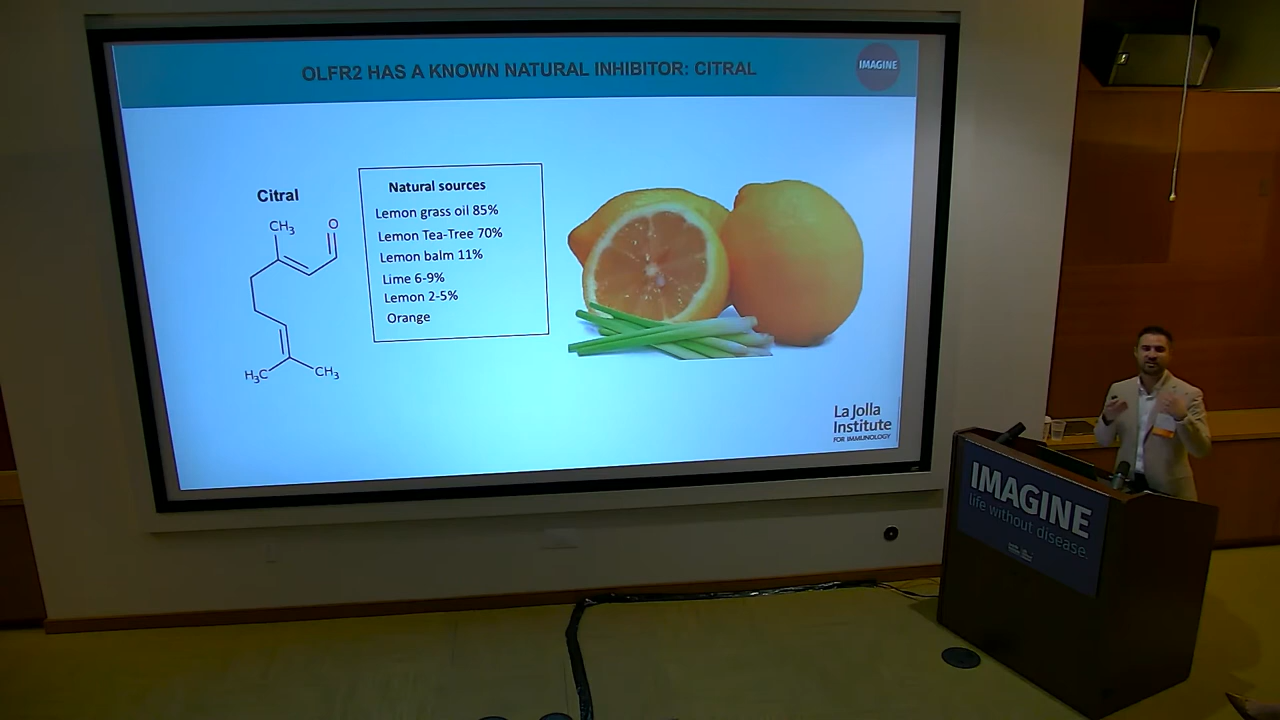 OLFR2 HAS A KNOWN NATURAL INHIBITOR: CITRAL
IMAGINE
Citral
CH3
O
H3C
CH3
Natural sources
Lemon grass oil 85%
Lemon Tea-Tree 70%
Lemon balm 11%
Lime 6-9%
Lemon 2-5%
Orange
La Jolla
Institute
FOR IMMUNOLOGY
IMAGINE
life without disease.